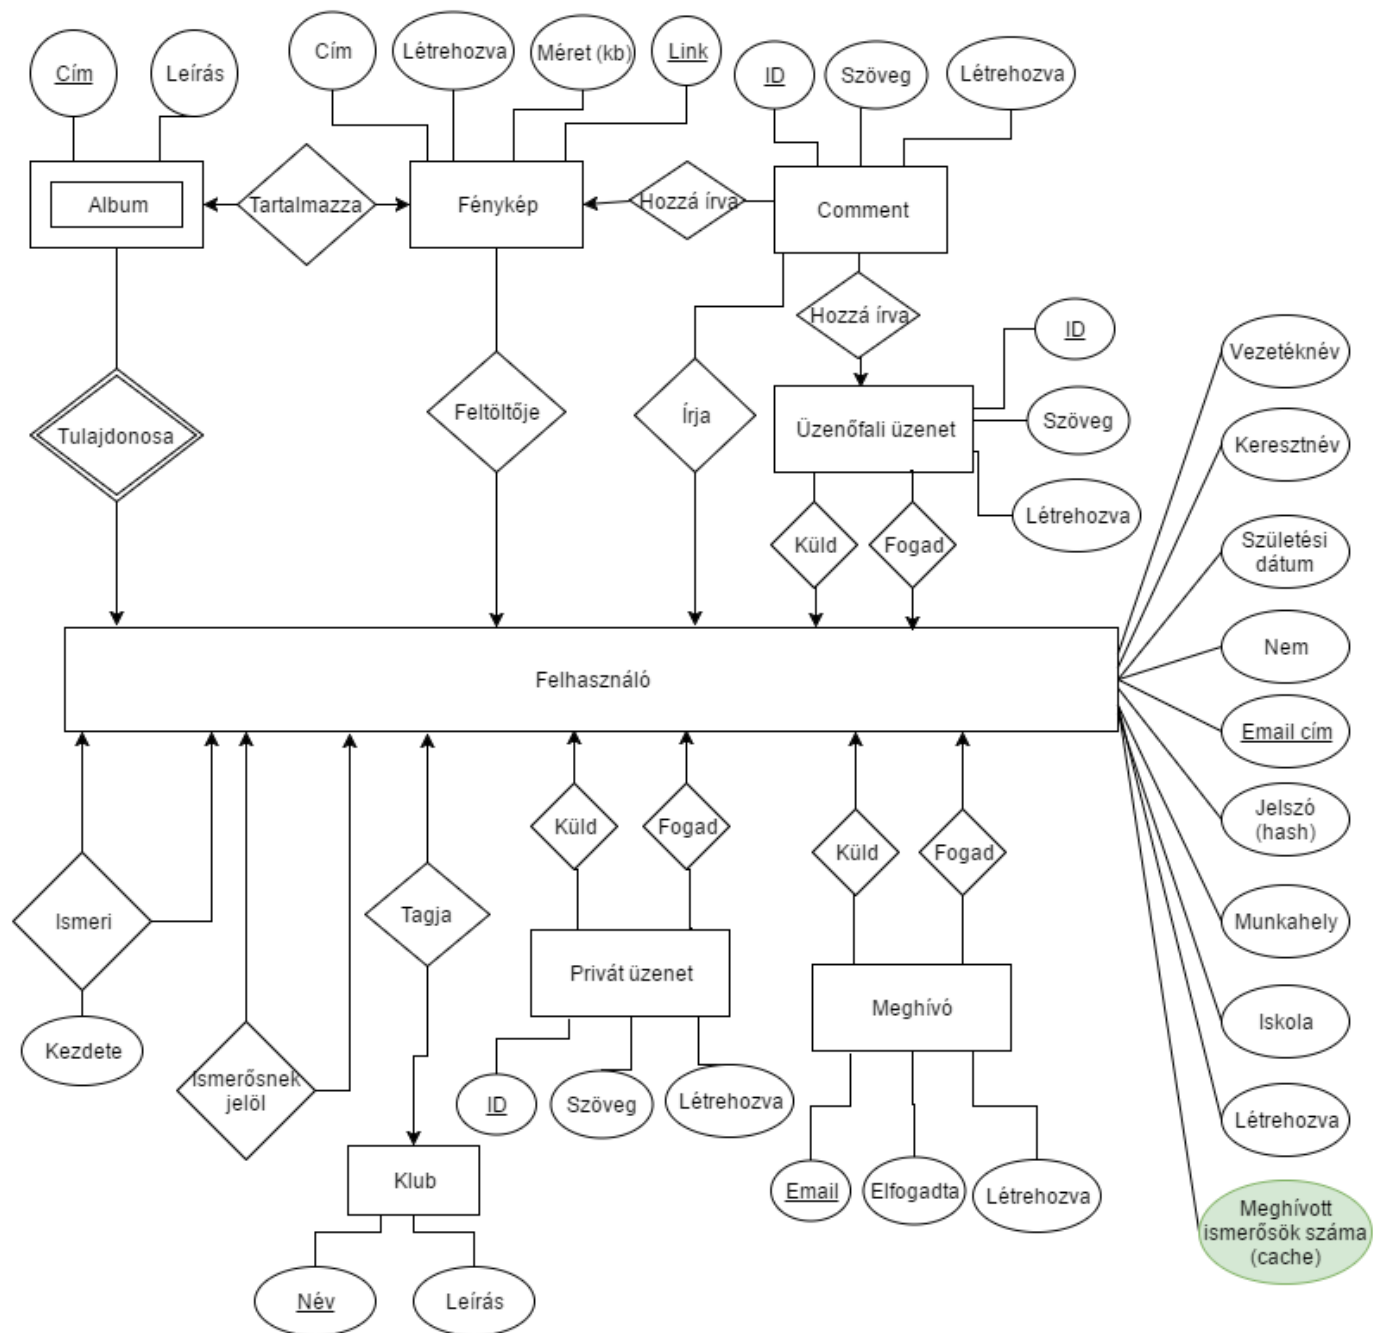 Cím
Leírás
Cím
Létrehozva
Méret (kb)
Link
ID
Szöveg
Létrehozva
Album
Tartalmazza
Fénykép
Hozzá írva
Comment
Hozzá írva
ID
Tulajdonosa
Feltöltője
Írja
Üzenőfali üzenet
Szöveg
Létrehozva
Küld
Fogad
Vezetéknév
Keresztnév
Születési
dátum
Nem
Email cím
Jelszó
(hash)
Munkahely
Iskola
Létrehozva
Meghívott
ismerősök száma
(cache)
Felhasználó
Ismeri
Kezdete
Ismerősnek
jelöl
Tagja
Klub
Név
Leírás
Küld
Fogad
Privát üzenet
ID
Szöveg
Létrehozva
Küld
Fogad
Meghívó
Email
Elfogadta
Létrehozva